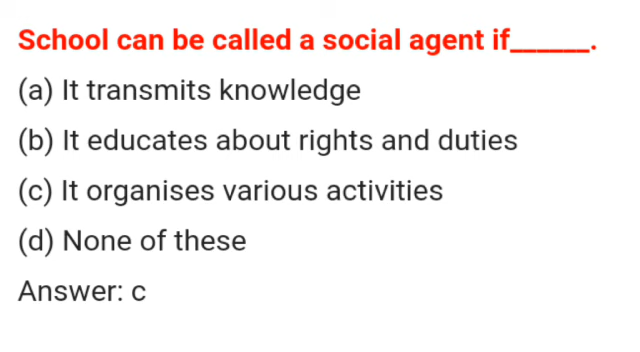 School can be called a social agent if______.
(a) It transmits knowledge
(b) It educates about rights and duties
(c) It organises various activities
(d) None of these
Answer: c